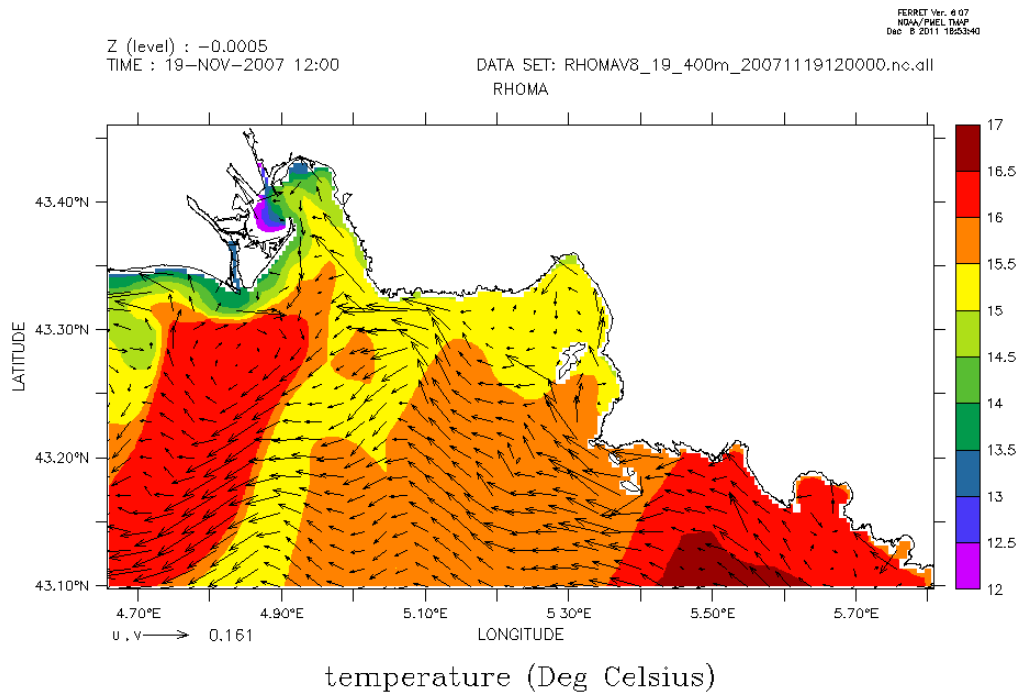 FERRET Ver. 6.07
NOAA/PMEL TMAP
Dec 8 2011 18:53:40
Z (level) : -0.0005
TIME : 19-NOV-2007 12:00
DATA SET: RHOMAV8_19_400m_20071119120000.nc.all
RHOMA
17
16.5
16
15.5
15
14.5
14
13.5
13
12.5
12
43.40°N
43.30°N
43.20°N
43.10°N
LATITUDE
4.70°E
4.90°E
5.10°E
5.30°E
5.50°E
5.70°E
U,V 0.161
LONGITUDE
temperature (Deg Celsius)